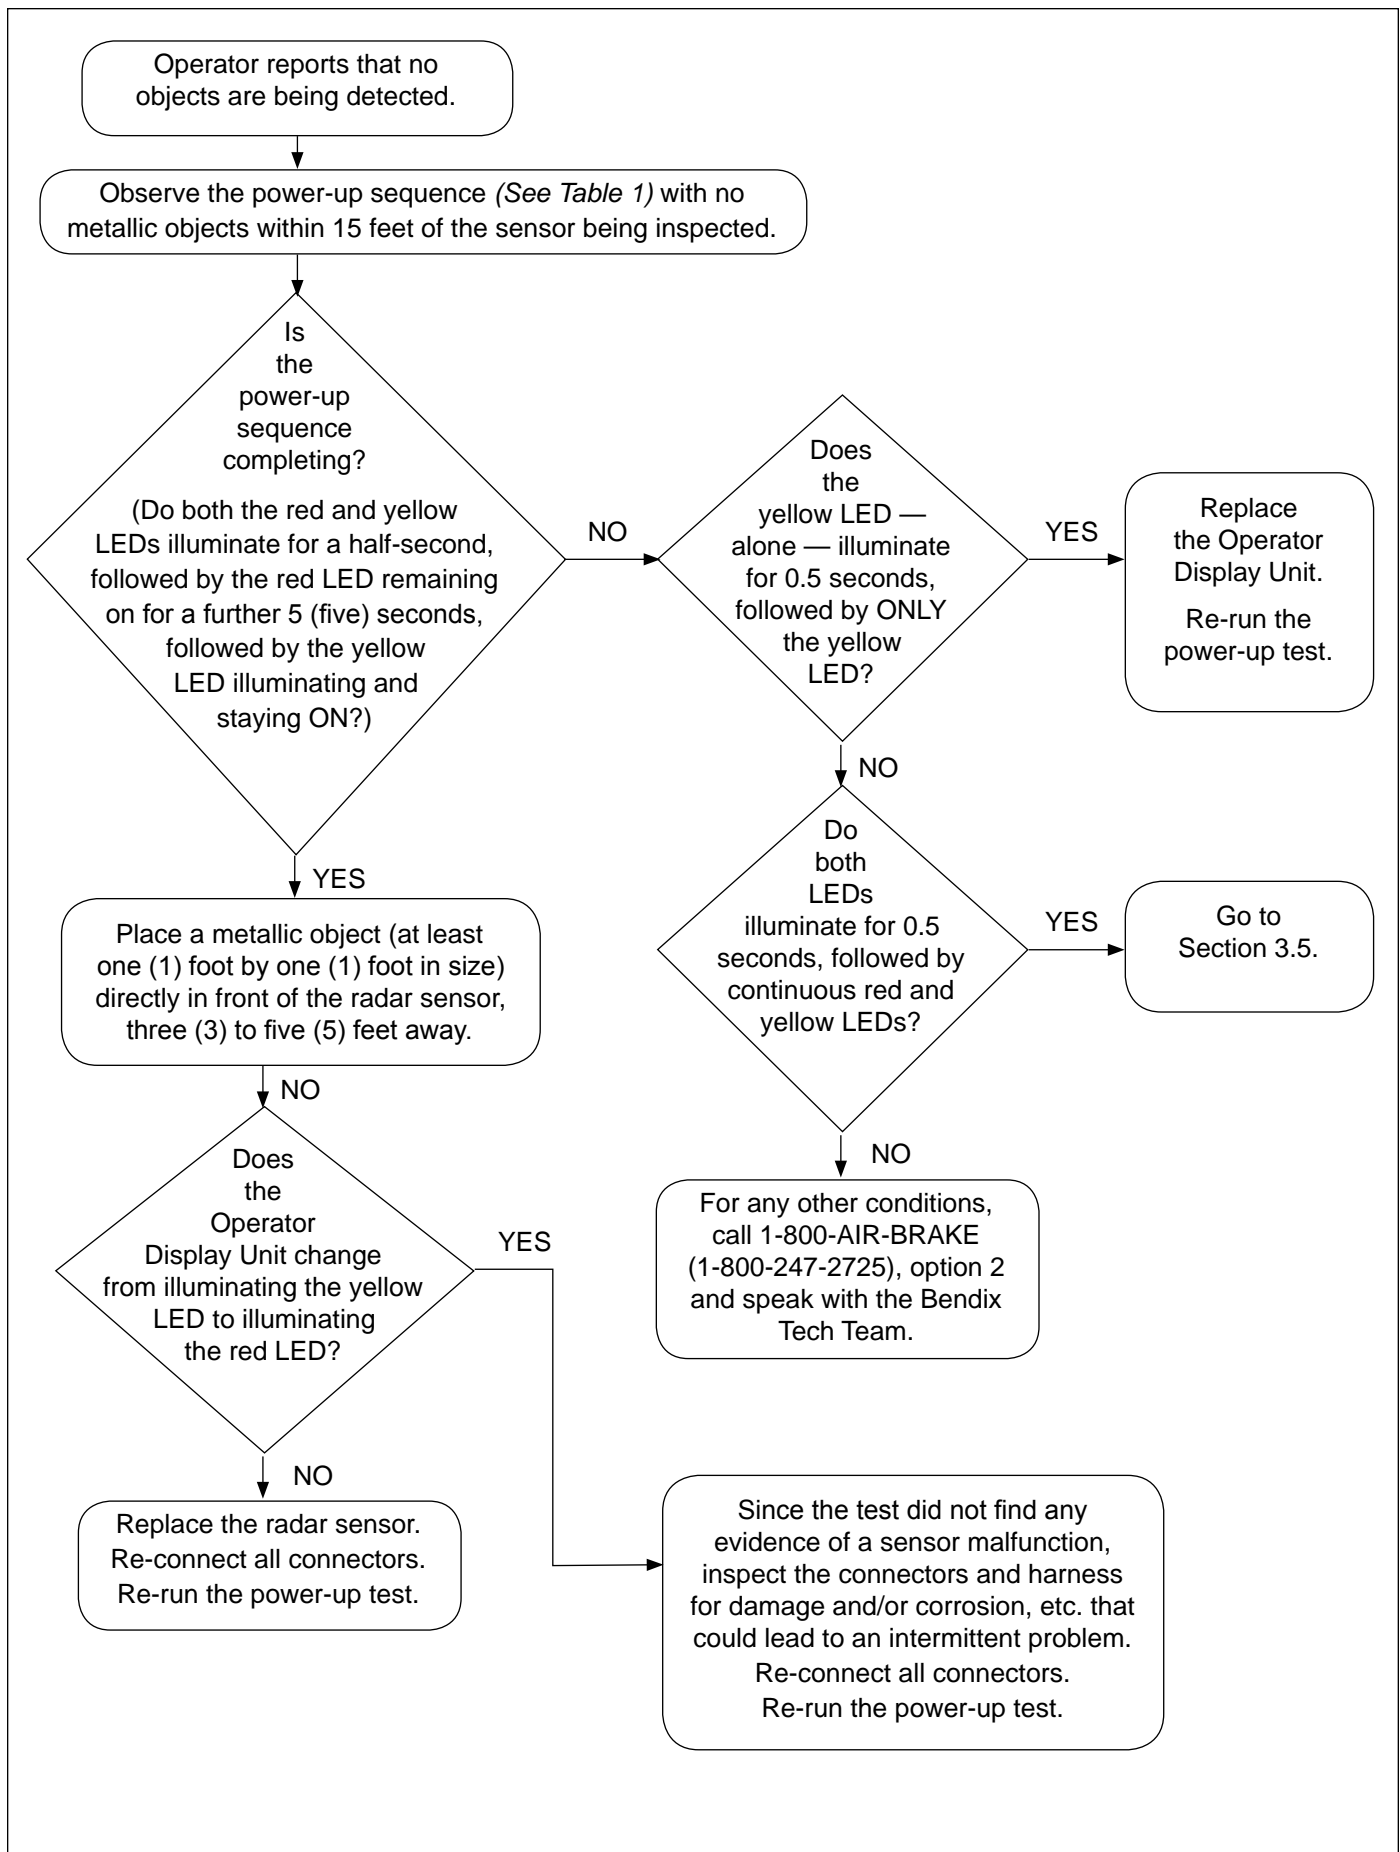 Operator reports that no
objects are being detected.
Observe the power-up sequence (See Table 1) with no
metallic objects within 15 feet of the sensor being inspected.
Is
the
power-up
sequence
completing?
(Do both the red and yellow
LEDs illuminate for a half-second,
followed by the red LED remaining
on for a further 5 (five) seconds,
followed by the yellow
LED illuminating and
staying ON?)
NO
Does
the
yellow LED —
alone — illuminate
for 0.5 seconds,
followed by ONLY
the yellow
LED?
YES
Replace
the Operator
Display Unit.
Re-run the
power-up test.
NO
Do
both
LEDs
illuminate for 0.5
seconds, followed by
continuous red and
yellow LEDs?
YES
Go to
Section 3.5.
NO
For any other conditions,
call 1-800-AIR-BRAKE
(1-800-247-2725), option 2
and speak with the Bendix
Tech Team.
YES
Place a metallic object (at least
one (1) foot by one (1) foot in size)
directly in front of the radar sensor,
three (3) to five (5) feet away.
NO
Does
the
Operator
Display Unit change
from illuminating the yellow
LED to illuminating
the red LED?
YES
NO
Replace the radar sensor.
Re-connect all connectors.
Re-run the power-up test.
Since the test did not find any
evidence of a sensor malfunction,
inspect the connectors and harness
for damage and/or corrosion, etc. that
could lead to an intermittent problem.
Re-connect all connectors.
Re-run the power-up test.